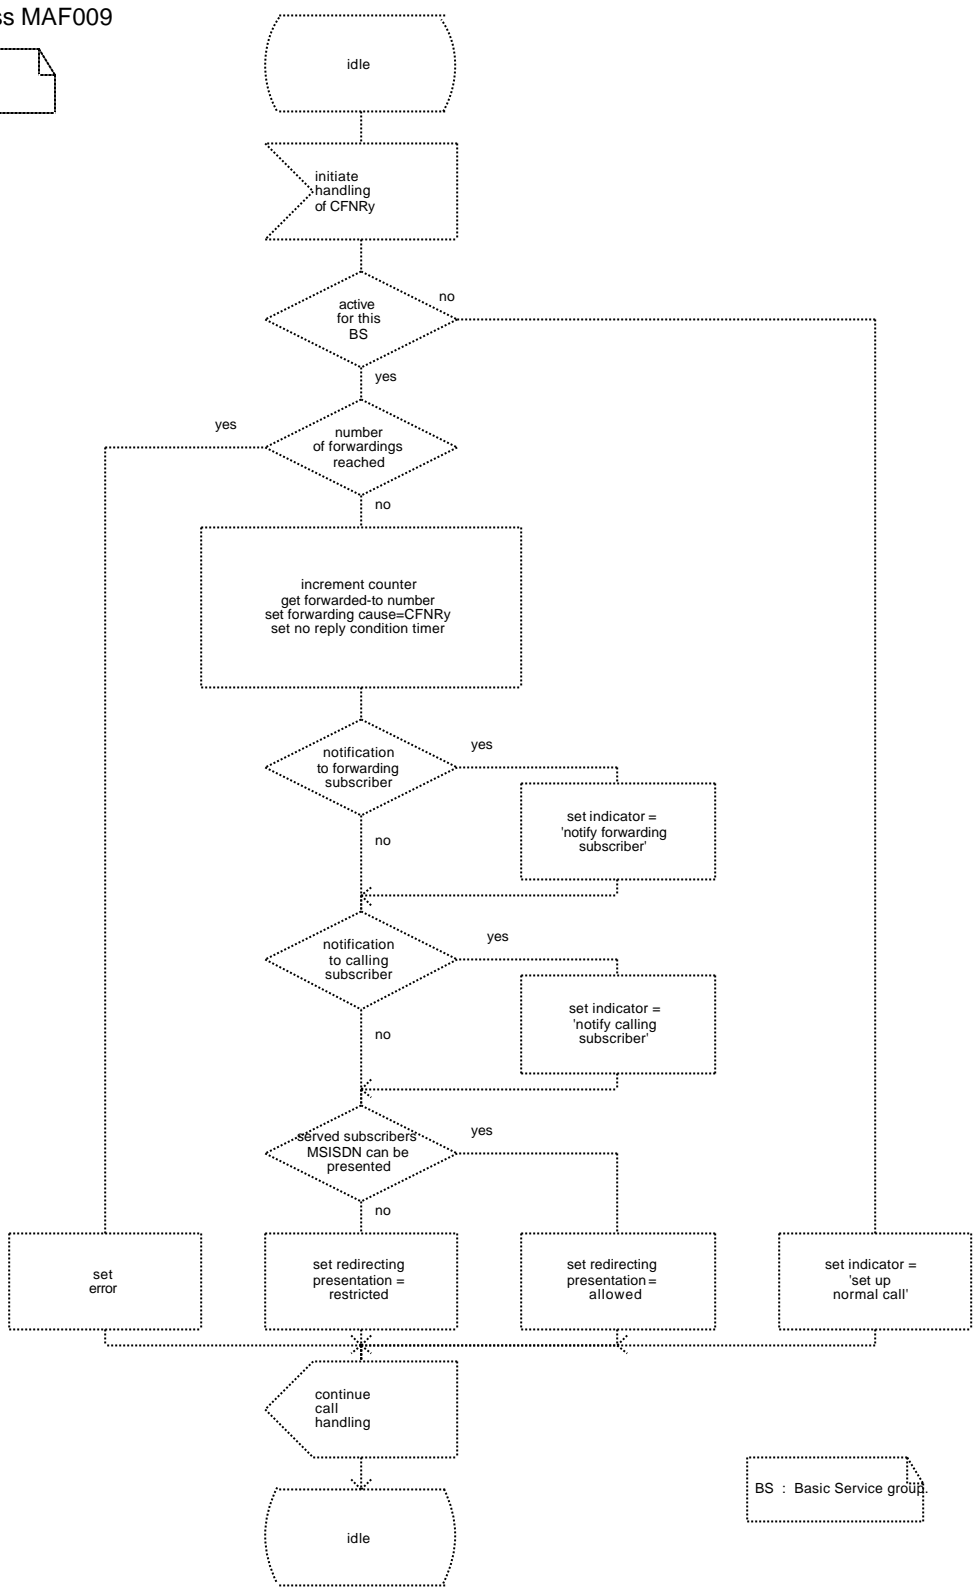 ss MAF009
idle
initiate
handling
of CFNRy
no
active
for this
BS
yes
yes
number
of forwardings
reached
no
increment counter
get forwarded-to number
set forwarding cause=CFNRy
set no reply condition timer
yes
notification
to forwarding
subscriber
set indicator =
'notify forwarding
subscriber'
no
yes
notification
to calling
subscriber
set indicator =
'notify calling
subscriber'
no
yes
served subscribers
MSISDN can be
presented
no
set
error
set redirecting
presentation =
restricted
set redirecting
presentation =
allowed
set indicator =
'set up
normal call'
continue
call
handling
BS : Basic Service group.
idle